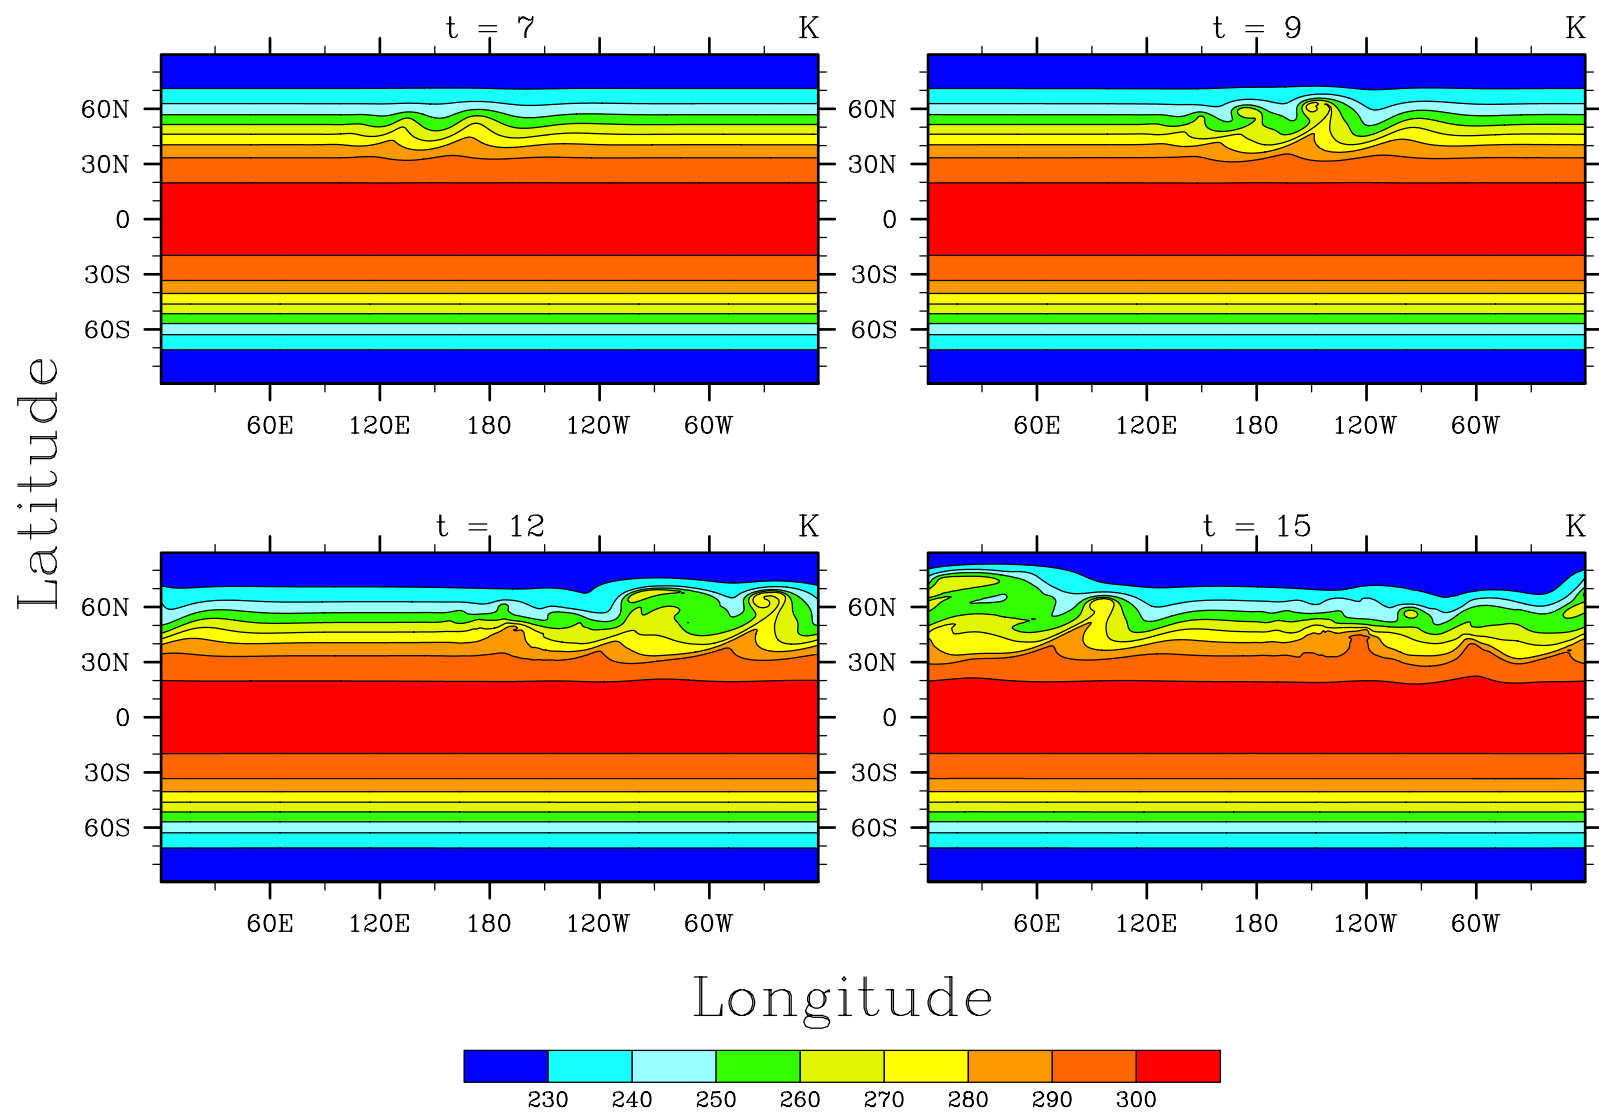 t = 7 K t = 9 K
60N 60N
30N 30N
0 0
30S 30S
60S 60S
60E 120E 180 120W 60W 60E 120E 180 120W 60W
Latitude
t = 12 K t = 15 K
60N 60N
30N 30N
0 0
30S 30S
60S 60S
60E 120E 180 120W 60W 60E 120E 180 120W 60W
Longitude
230 240 250 260 270 280 290 300